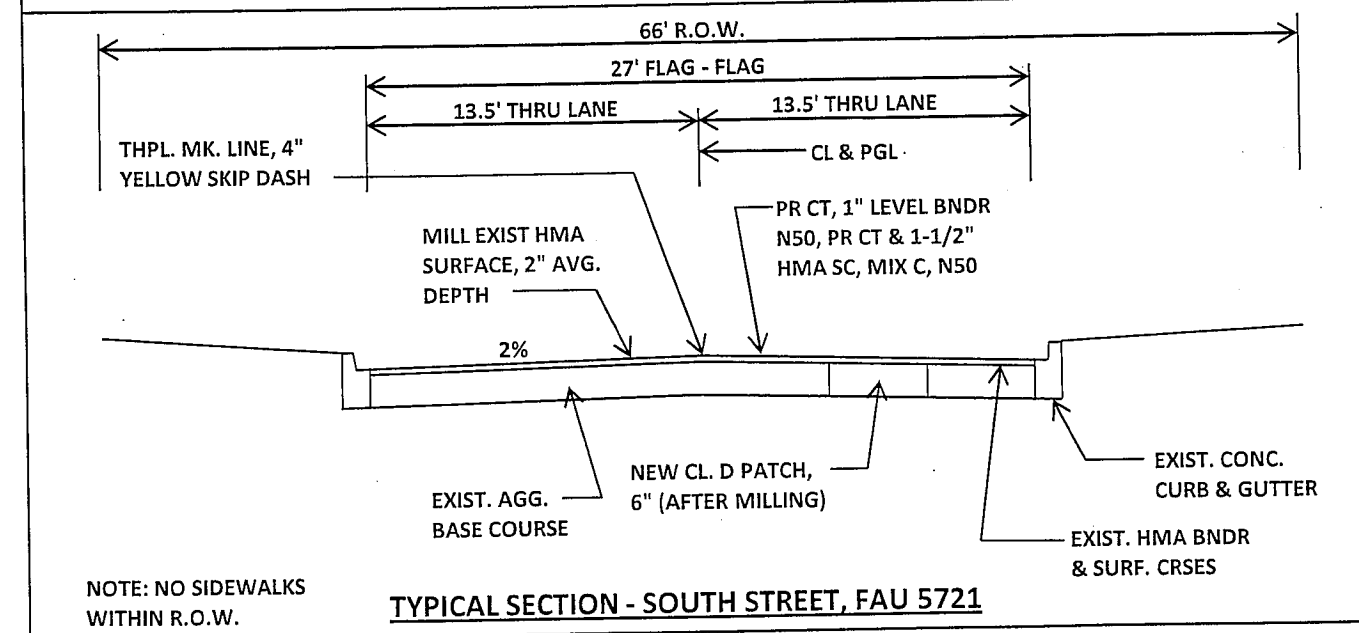 66' R.O.W.
27' FLAG - FLAG
13.5' THRU LANE
13.5' THRU LANE
THPL. MK. LINE, 4"
YELLOW SKIP DASH
CL & PGL
MILL EXIST HMA
SURFACE, 2" AVG.
DEPTH
PR CT, 1" LEVEL BNDR
N50, PR CT & 1-1/2"
HMA SC, MIX C, N50
2%
EXIST. AGG.
BASE COURSE
NEW CL. D PATCH,
6" (AFTER MILLING)
EXIST. CONC.
CURB & GUTTER
EXIST. HMA BNDR
& SURF. CRSES
NOTE: NO SIDEWALKS
WITHIN R.O.W.
TYPICAL SECTION - SOUTH STREET, FAU 5721